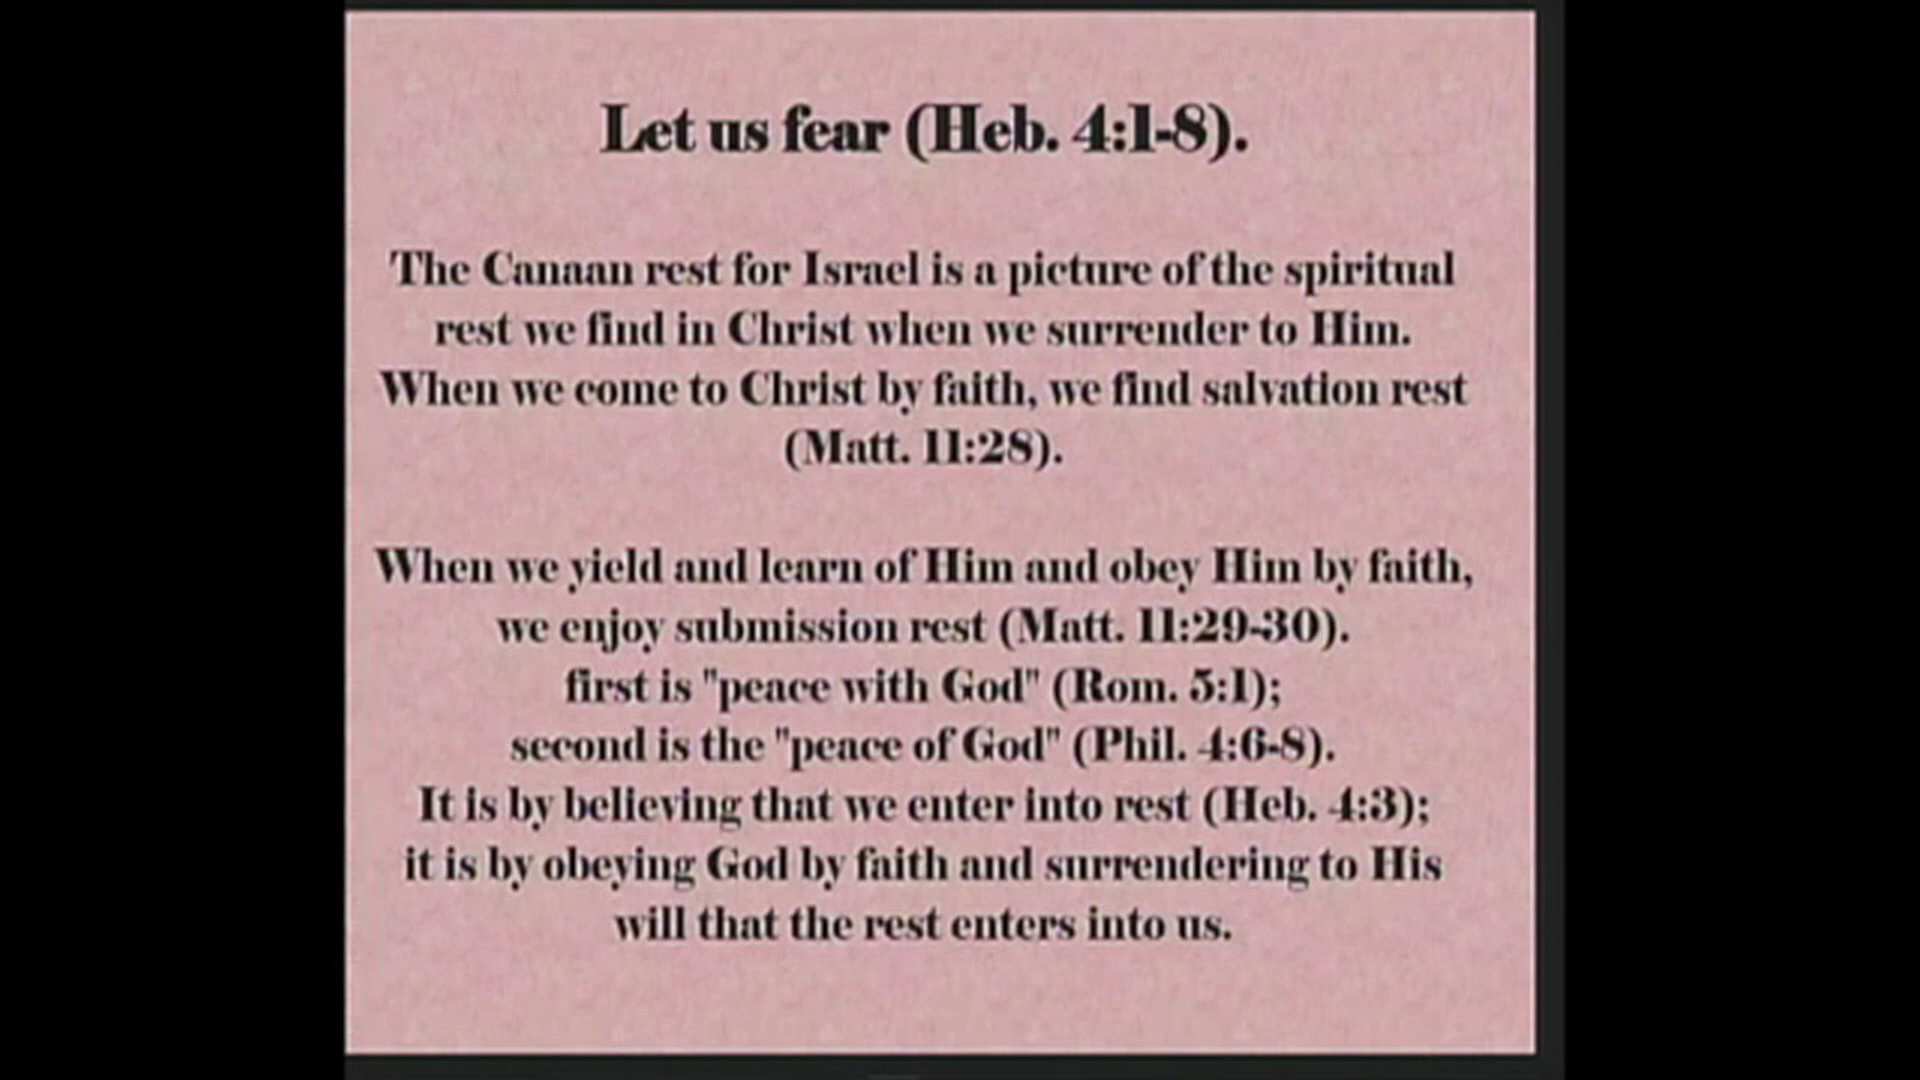 Let us fear (Heb. 4:1-8).
The Canaan rest for Israel is a picture of the spiritual
rest we find in Christ when we surrender to Him.
When we come to Christ by faith, we find salvation rest
(Matt. 11:28).
When we yield and learn of Him and obey Him by faith,
we enjoy submission rest (Matt. 11:29-30).
first is "peace with God" (Rom. 5:1);
second is the "peace of God" (Phil. 4:6-8).
It is by believing that we enter into rest (Heb. 4:3);
it is by obeying God by faith and surrendering to His
will that the rest enters into us.